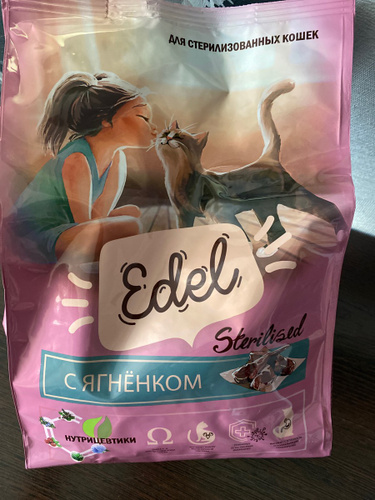 ДЛЯ СТЕРИЛИЗОВАННЫХ КОШЕК
Edel
Sterilised
С ЯГНЁНКОМ
НУТРИЦЕВТИКИ